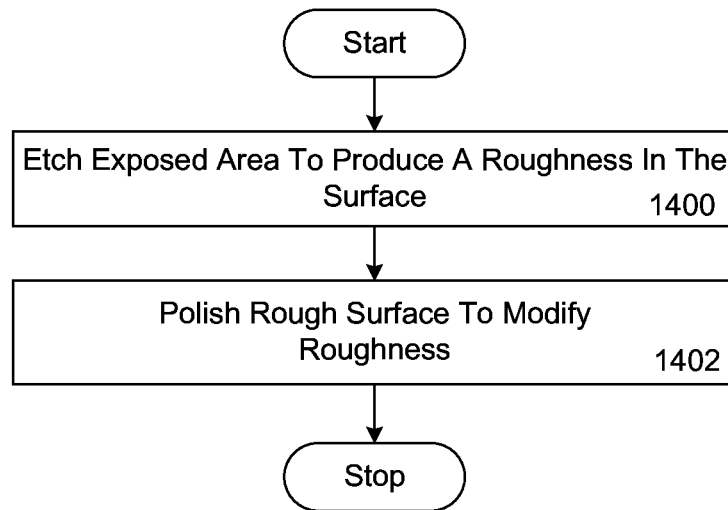 Start
Etch Exposed Area To Produce A Roughness In The
Surface
1400
Polish Rough Surface To Modify
Roughness
1402
Stop